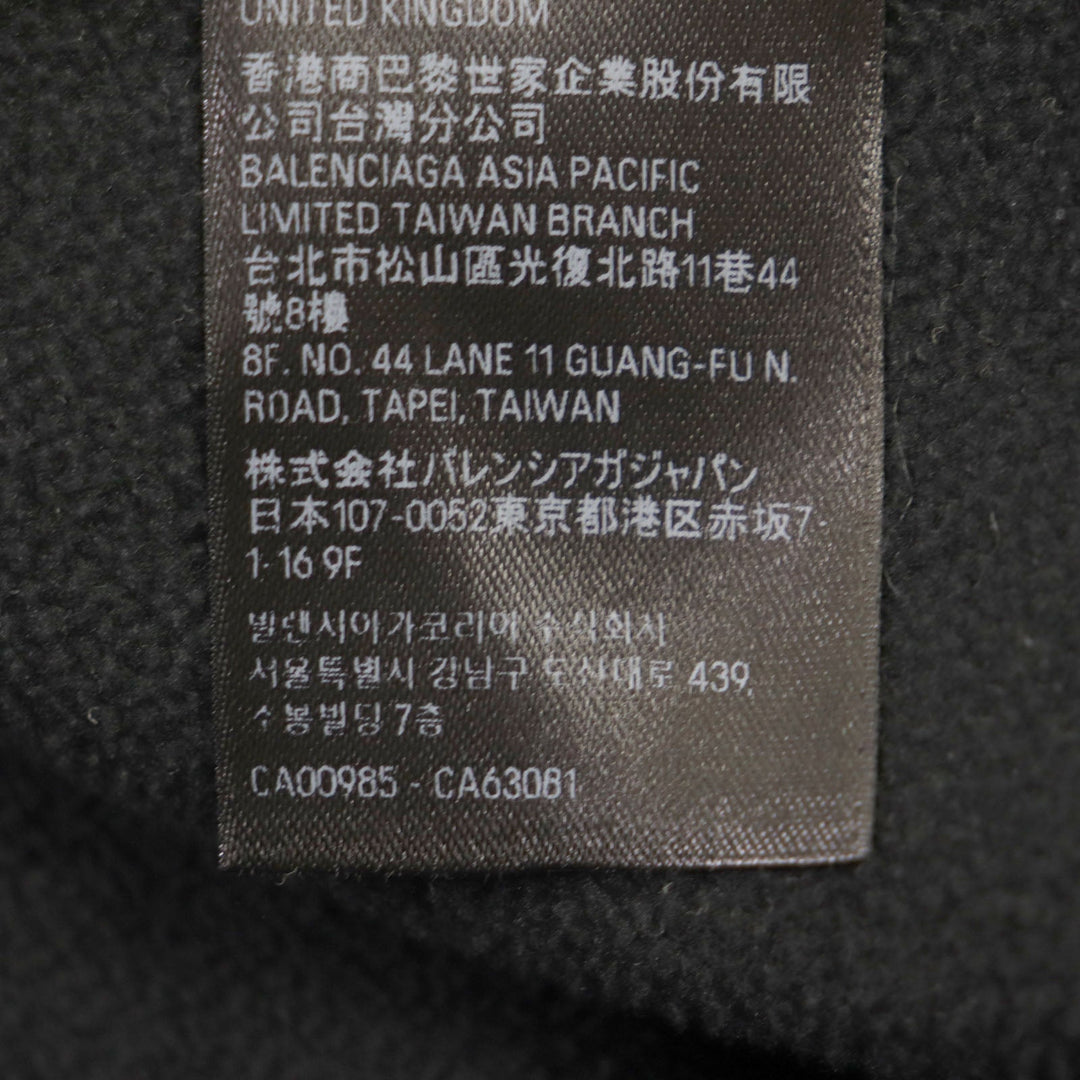 UNITED KINGDOM
香港商巴黎世家企業股份有限
公司台灣分公司
BALENCIAGA ASIA PACIFIC
LIMITED TAIWAN BRANCH
台北市松山區光復北路11巷44
號8樓
8F. NO. 44 LANE 11 GUANG-FU N.
ROAD, TAPEI, TAIWAN
株式会社バレンシアガジャパン
日本107-0052東京都港区赤坂7-
1-16 9F
발렌시아가코리아 주식회사
서울특별시 강남구 도산대로 439,
수봉빌딩 7층
CA00985 - CA63081